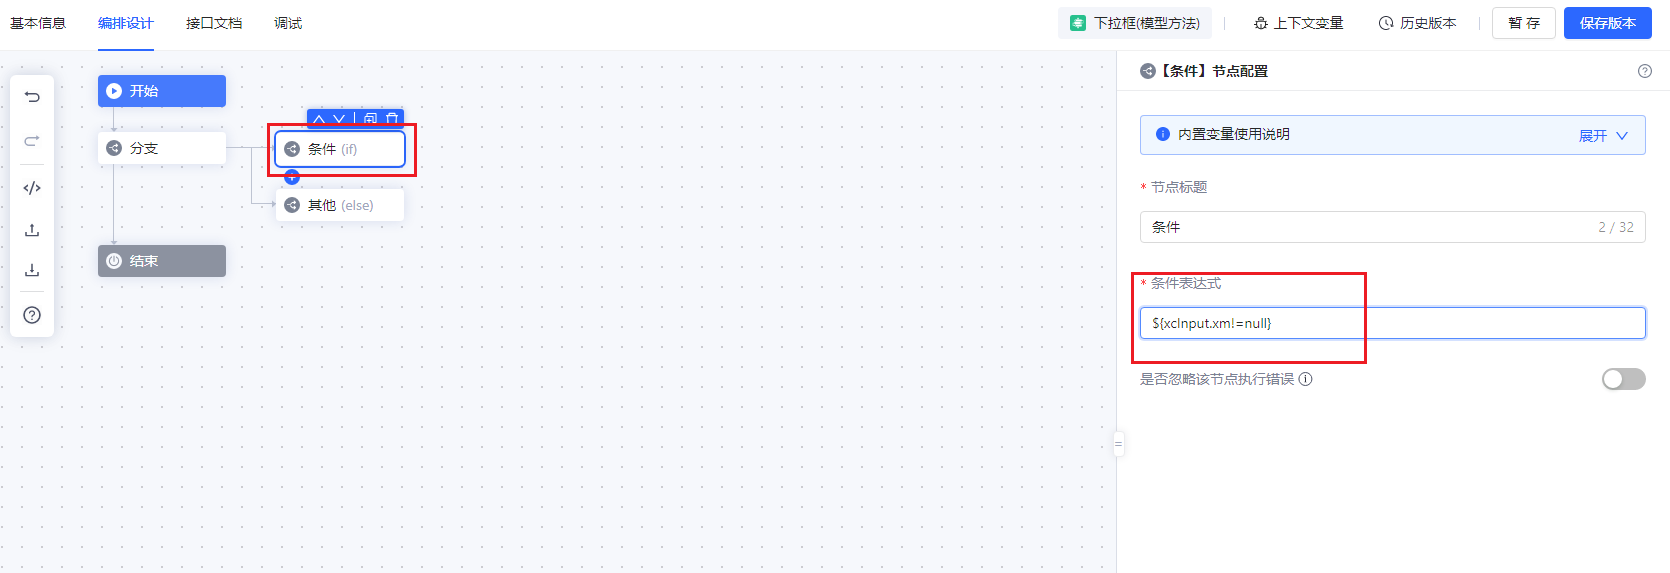 基本信息 编排设计 接口文档 调试 下拉框(模型方法) 上下文变量 历史版本 暂 存 保存版本
开始
分支
条件 (if)
其他 (else)
结束
【条件】节点配置
内置变量使用说明 展开
* 节点标题
条件 2 / 32
* 条件表达式
${xcInput.xm!=null}
是否忽略该节点执行错误